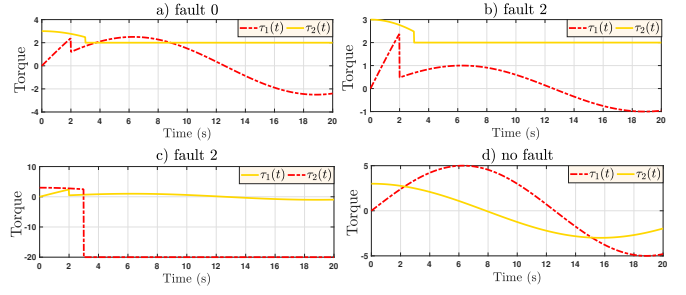 a) fault 0
τ₁(t) τ₂(t)
Torque
4
2
0
-2
-4
0 2 4 6 8 10 12 14 16 18 20
Time (s)
b) fault 2
τ₁(t) τ₂(t)
Torque
3
2
1
0
-1
0 2 4 6 8 10 12 14 16 18 20
Time (s)
c) fault 2
τ₁(t) τ₂(t)
Torque
10
0
-10
-20
0 2 4 6 8 10 12 14 16 18 20
Time (s)
d) no fault
τ₁(t) τ₂(t)
Torque
5
0
-5
0 2 4 6 8 10 12 14 16 18 20
Time (s)